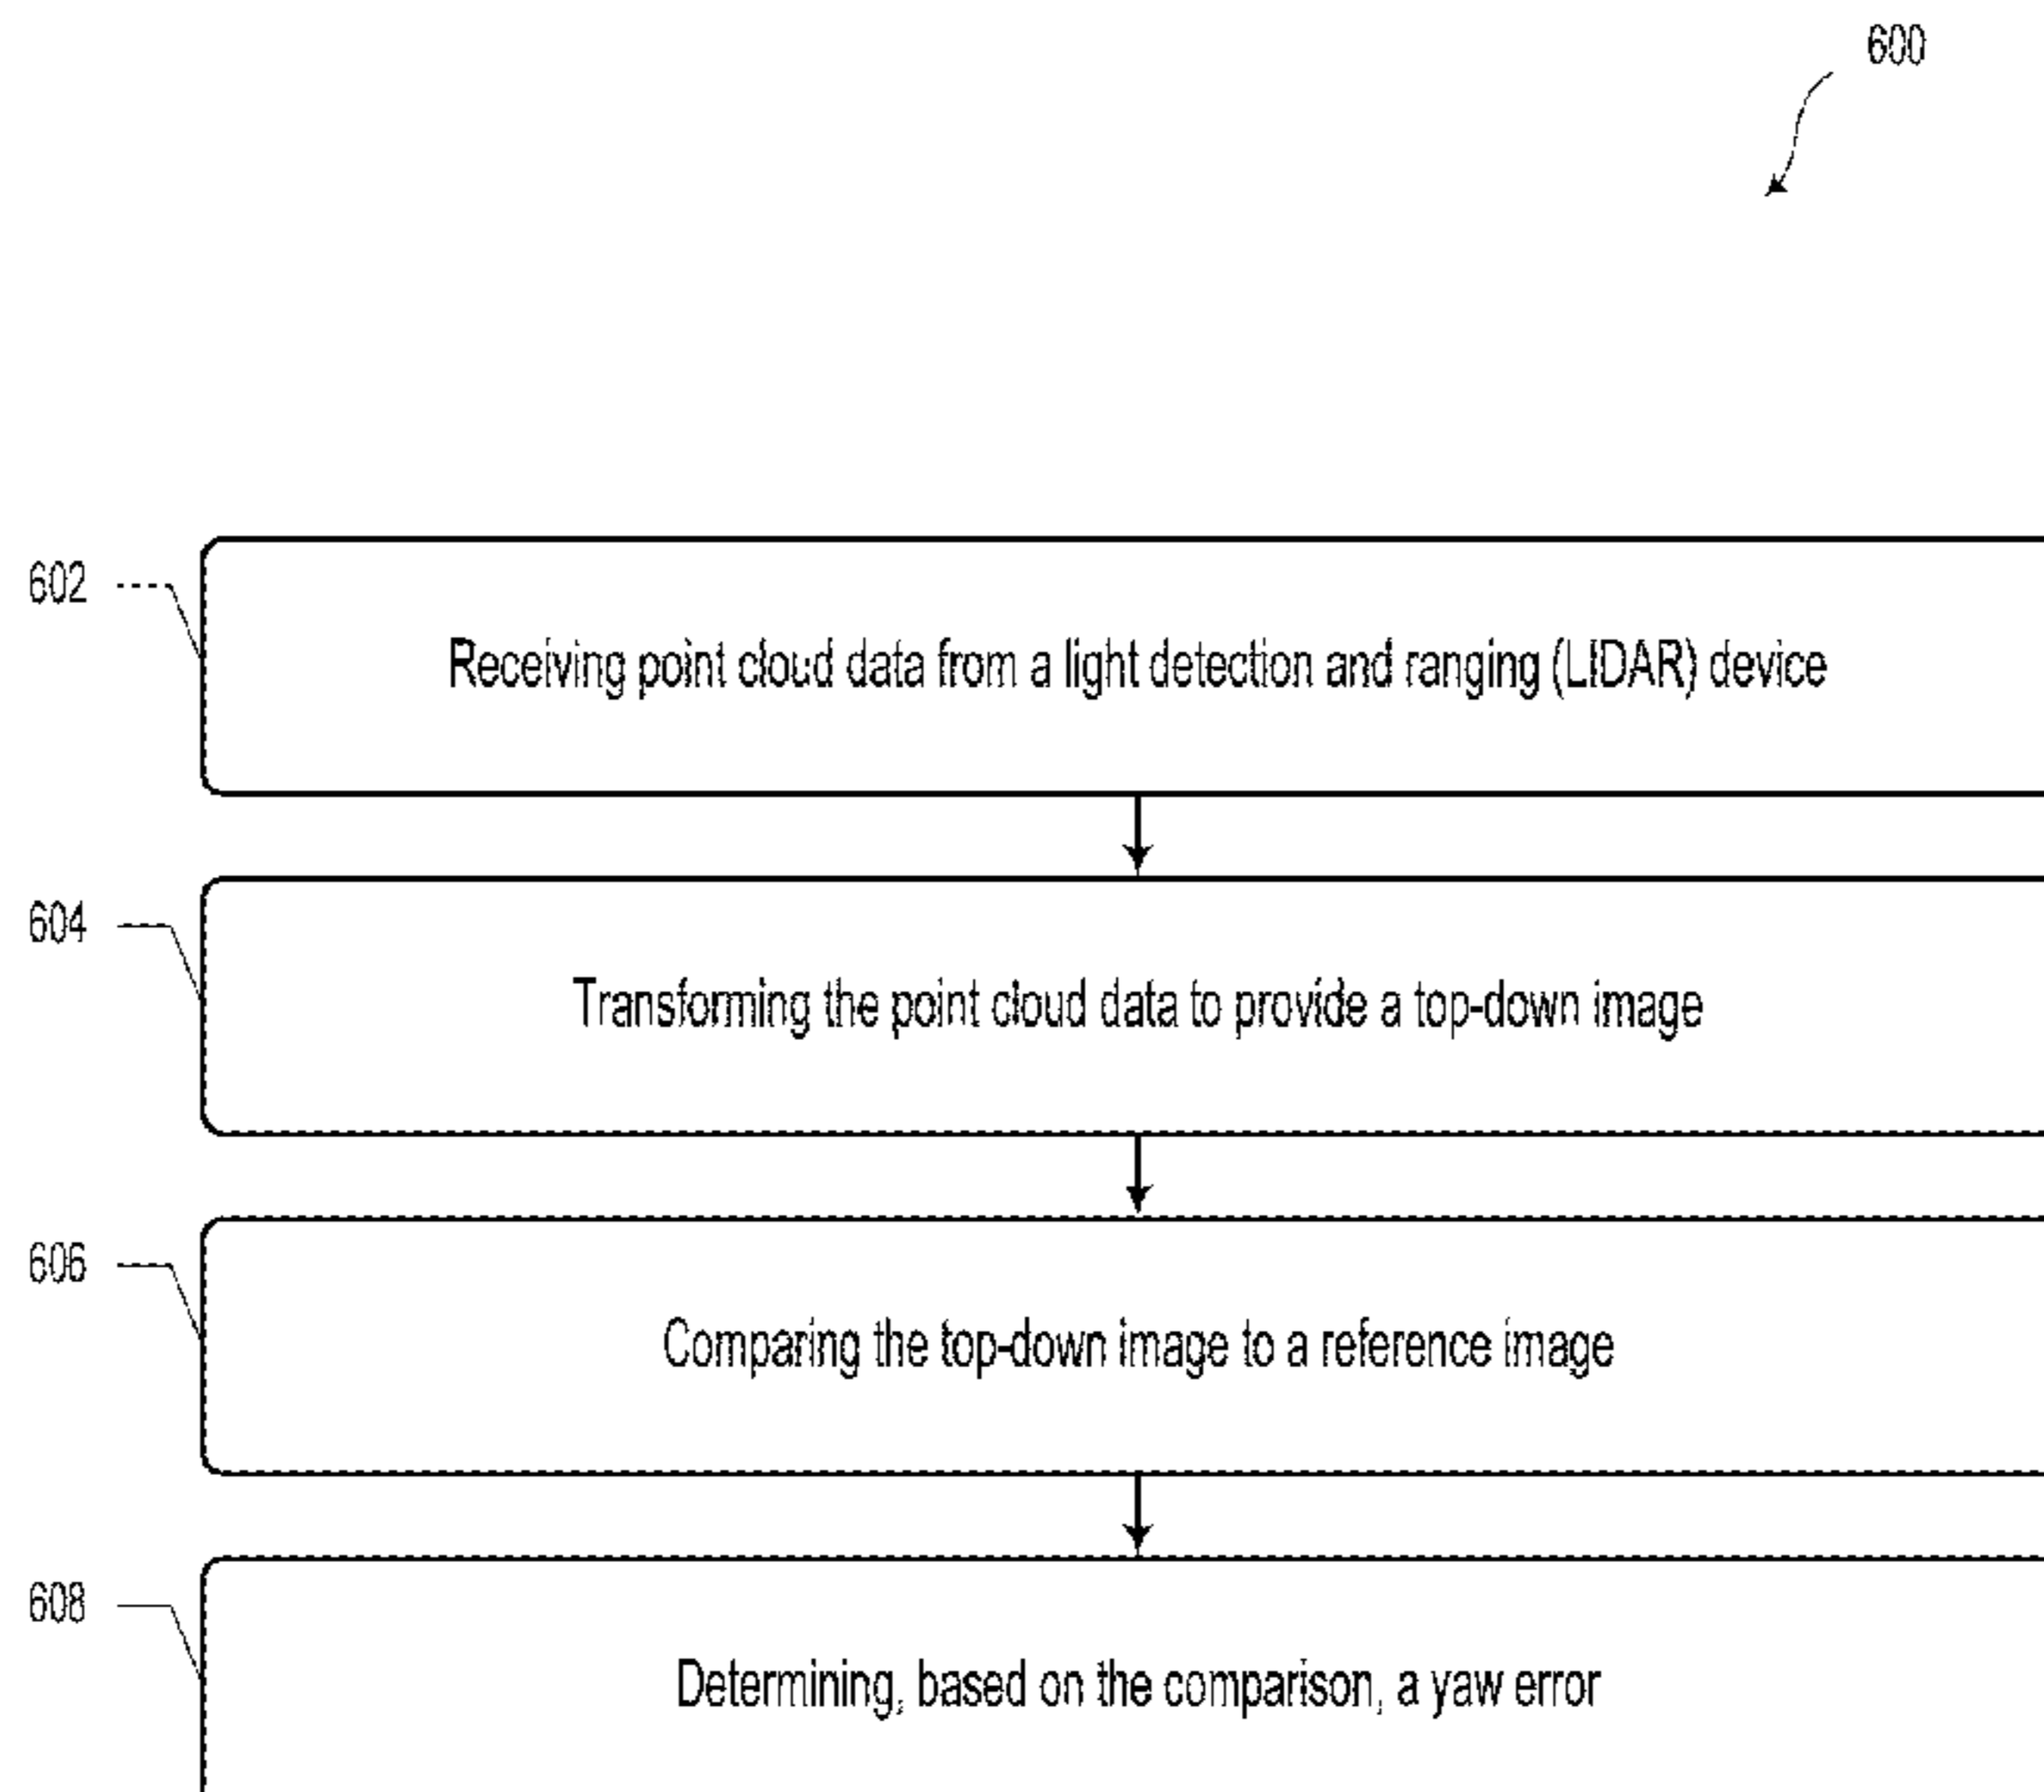 600
602
Receiving point cloud data from a light detection and ranging (LIDAR) device
604
Transforming the point cloud data to provide a top-down image
606
Comparing the top-down image to a reference image
608
Determining, based on the comparison, a yaw error